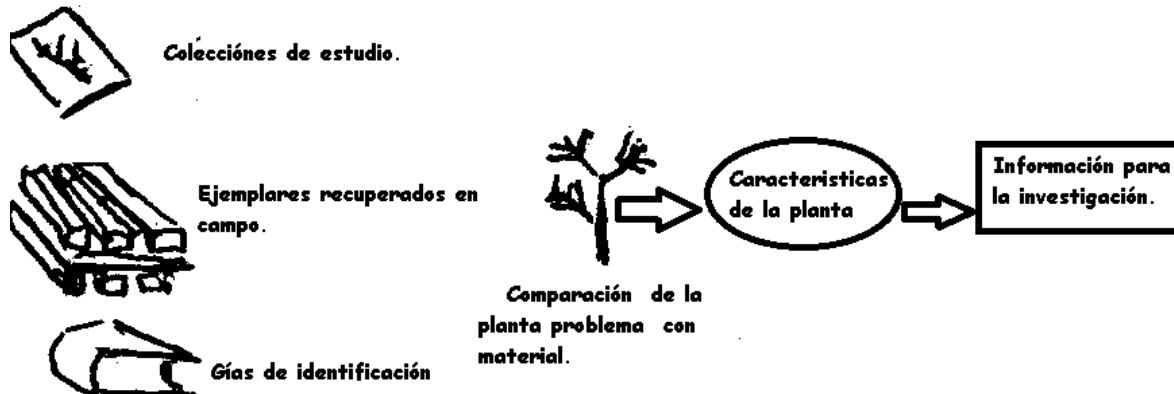 Colecciónes de estudio.
Ejemplares recuperados en
campo.
Gías de identificación
Comparación de la
planta problema con
material.
Caracteristicas
de la planta
Información para
la investigación.